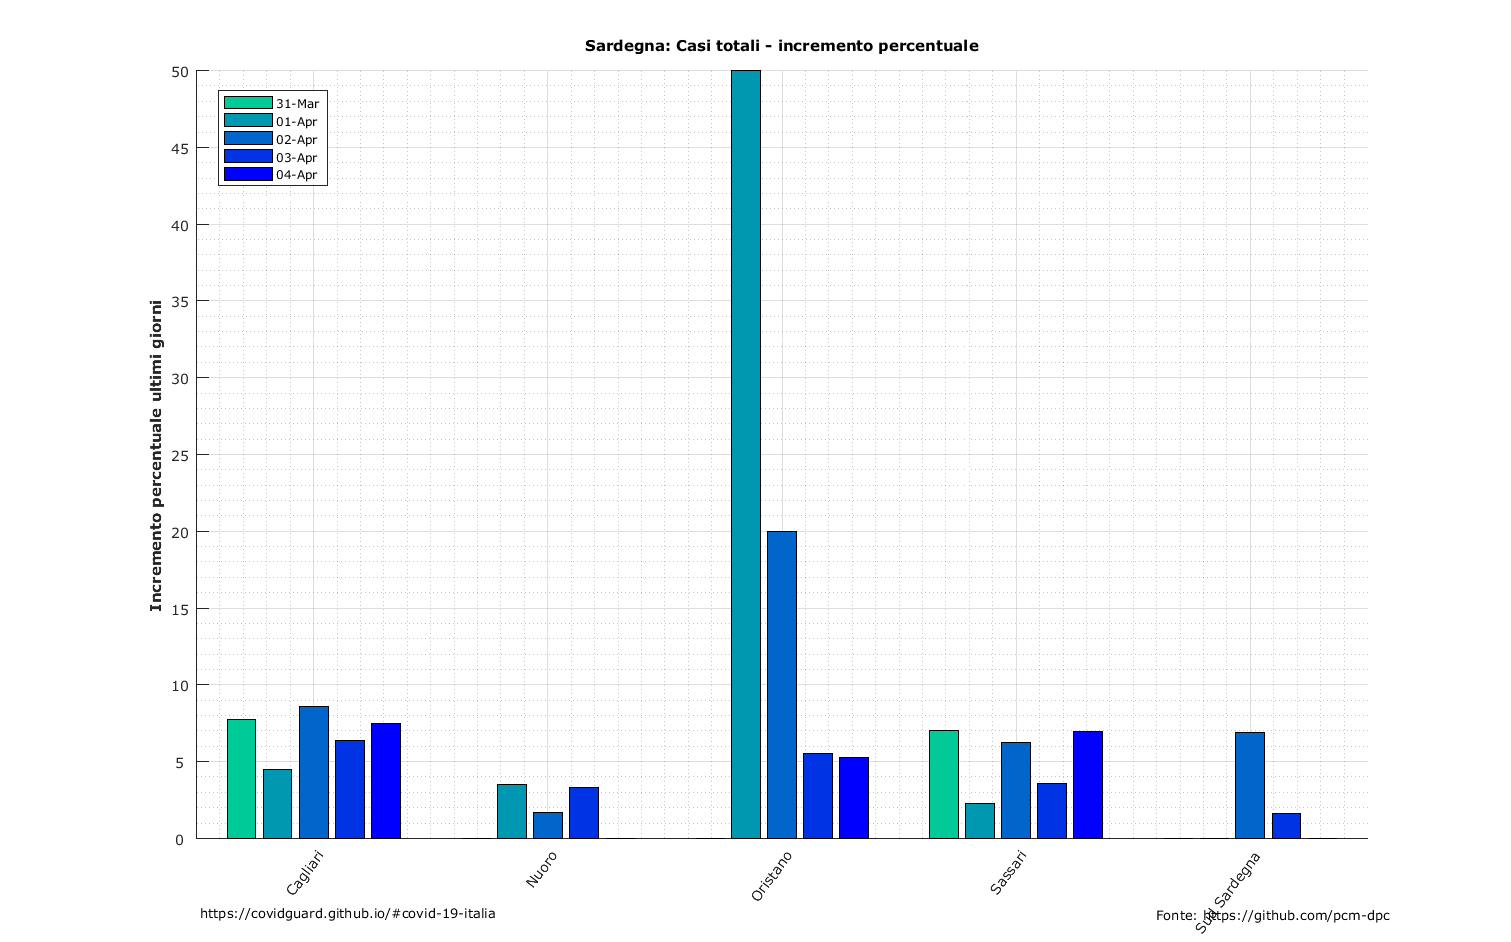 Sardegna: Casi totali - incremento percentuale
50
45
40
35
30
25
20
15
10
5
0
Incremento percentuale ultimi giorni
31-Mar
01-Apr
02-Apr
03-Apr
04-Apr
Cagliari
Nuoro
Oristano
Sassari
Sud Sardegna
https://covidguard.github.io/#covid-19-italia
Fonte: https://github.com/pcm-dpc